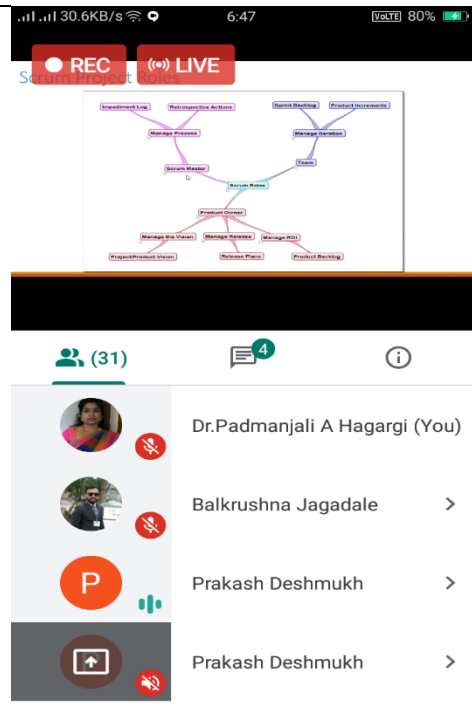 30.6KB/s 6:47 VoLTE 80%
REC LIVE
Scrum Project Roles
Impediment Log Retrospective Actions Sprint Backlog Product Increments
Manage Process Manage Iteration
Scrum Master Team
Scrum Roles
Product Owner
Manage the Vision Manage Release Manage ROI
Project/Product Vision Release Plans Product Backlog
(31) 4
Dr.Padmanjali A Hagargi (You)
Balkrushna Jagadale
P Prakash Deshmukh
Prakash Deshmukh